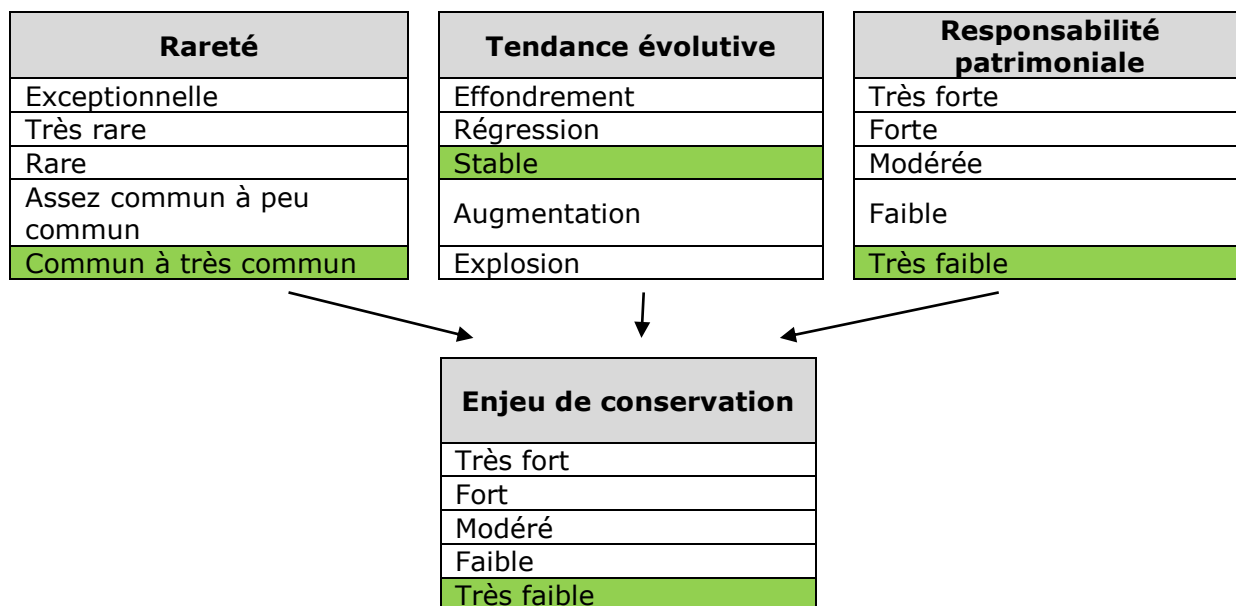 Rareté
Exceptionnelle
Très rare
Rare
Assez commun à peu
commun
Commun à très commun
Tendance évolutive
Effondrement
Régression
Stable
Augmentation
Explosion
Responsabilité
patrimoniale
Très forte
Forte
Modérée
Faible
Très faible
Enjeu de conservation
Très fort
Fort
Modéré
Faible
Très faible